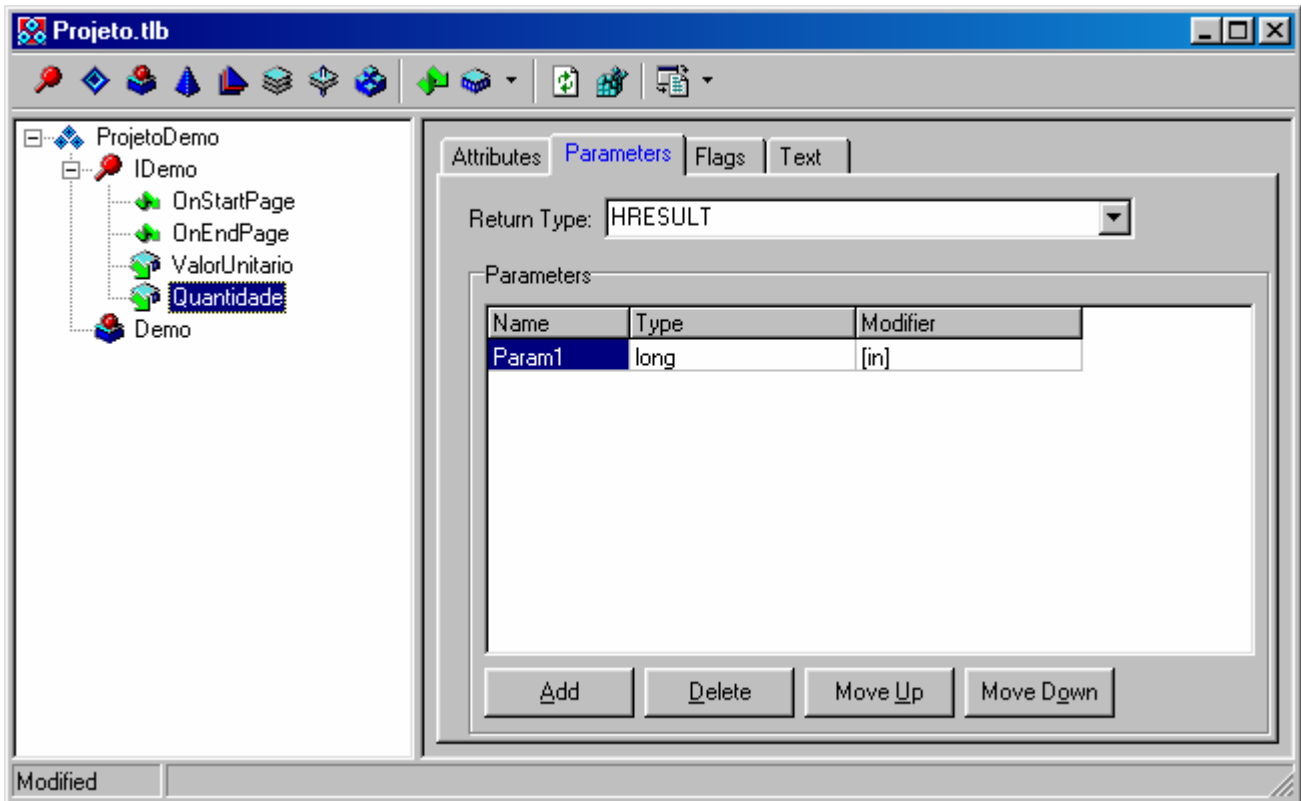 Projeto.tlb
ProjetoDemo
IDemo
OnStartPage
OnEndPage
ValorUnitario
Quantidade
Demo
Attributes Parameters Flags Text
Return Type: HRESULT
Parameters
Name Type Modifier
Param1 long [in]
Add Delete Move Up Move Down
Modified